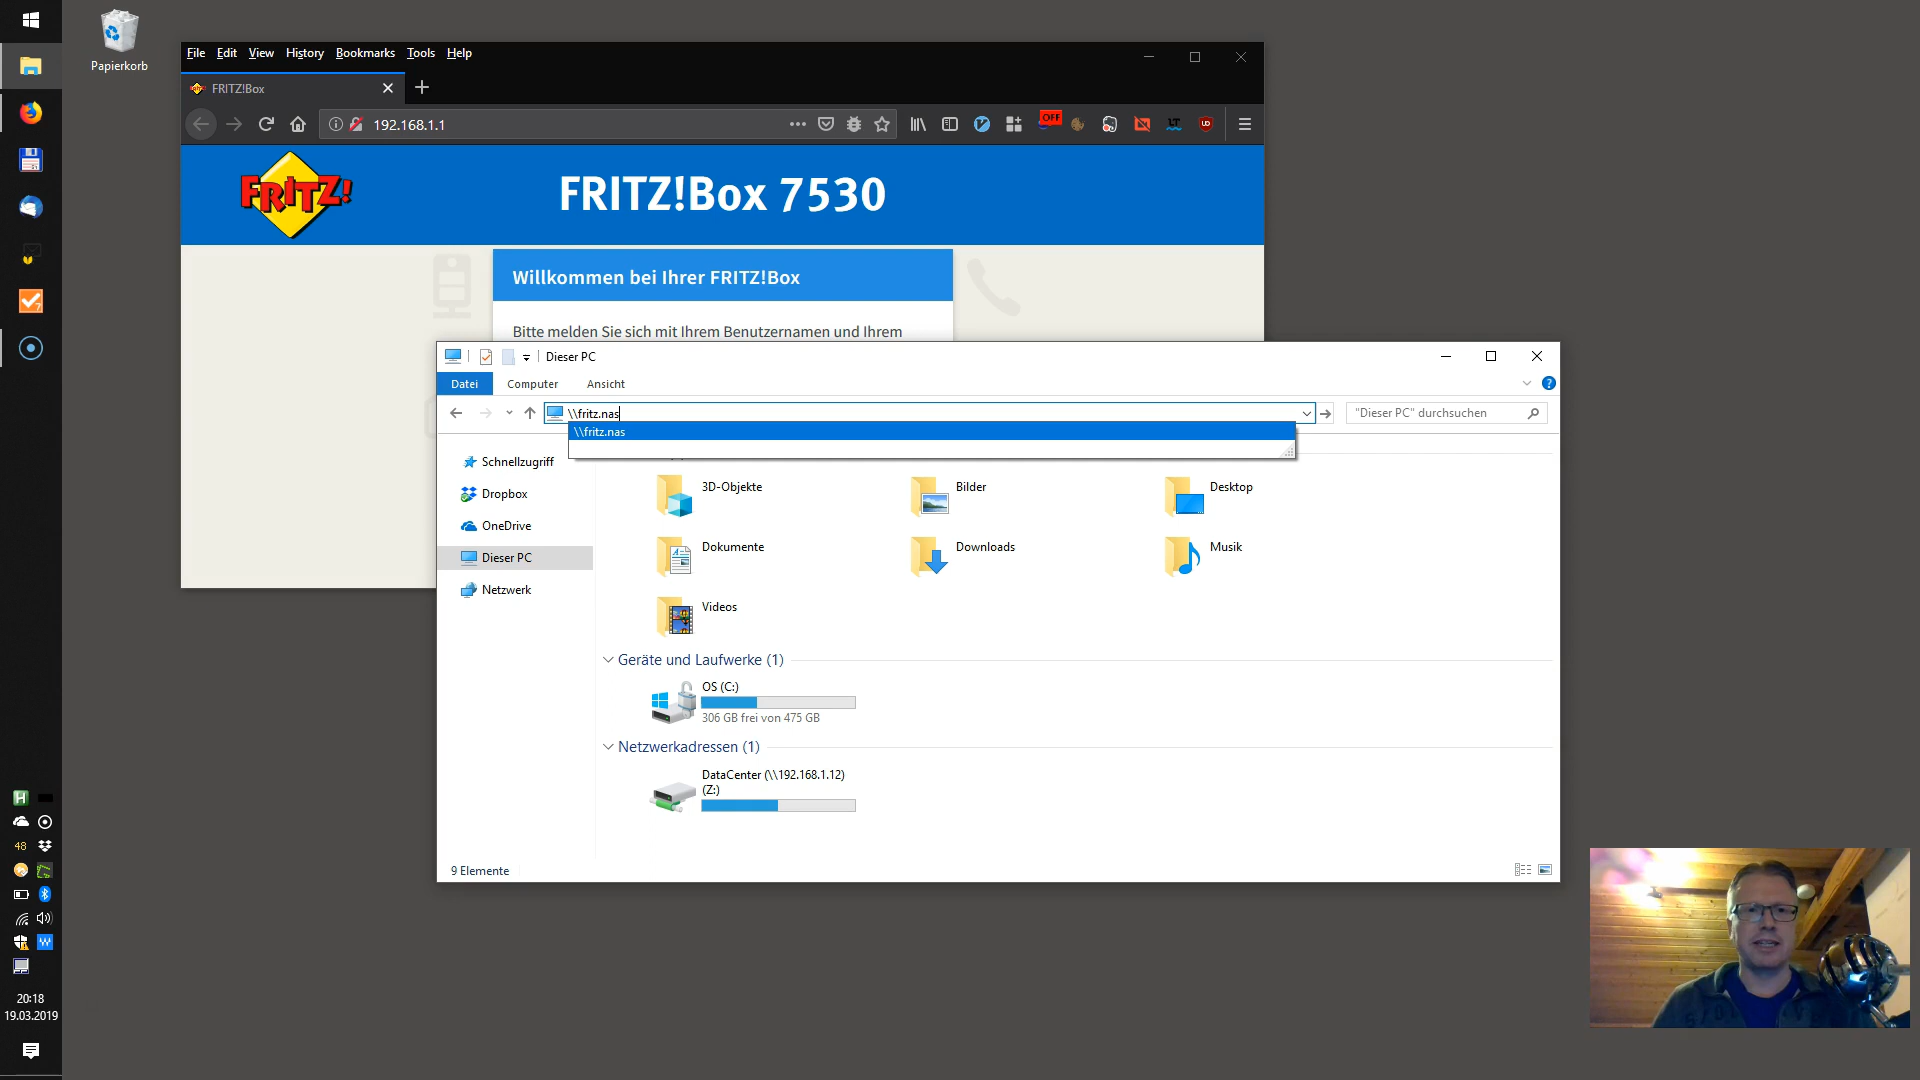 Papierkorb
File Edit View History Bookmarks Tools Help
FRITZ!Box
192.168.1.1
OFF
LT
FRITZ!
FRITZ!Box 7530
Willkommen bei Ihrer FRITZ!Box
Bitte melden Sie sich mit Ihrem Benutzernamen und Ihrem
Dieser PC
Datei Computer Ansicht
\\fritz.nas
"Dieser PC" durchsuchen
\\fritz.nas
Schnellzugriff
Dropbox
OneDrive
Dieser PC
Netzwerk
3D-Objekte
Bilder
Desktop
Dokumente
Downloads
Musik
Videos
Geräte und Laufwerke (1)
OS (C:)
306 GB frei von 475 GB
Netzwerkadressen (1)
DataCenter (\\192.168.1.12)
(Z:)
9 Elemente
H
48
W
20:18
19.03.2019